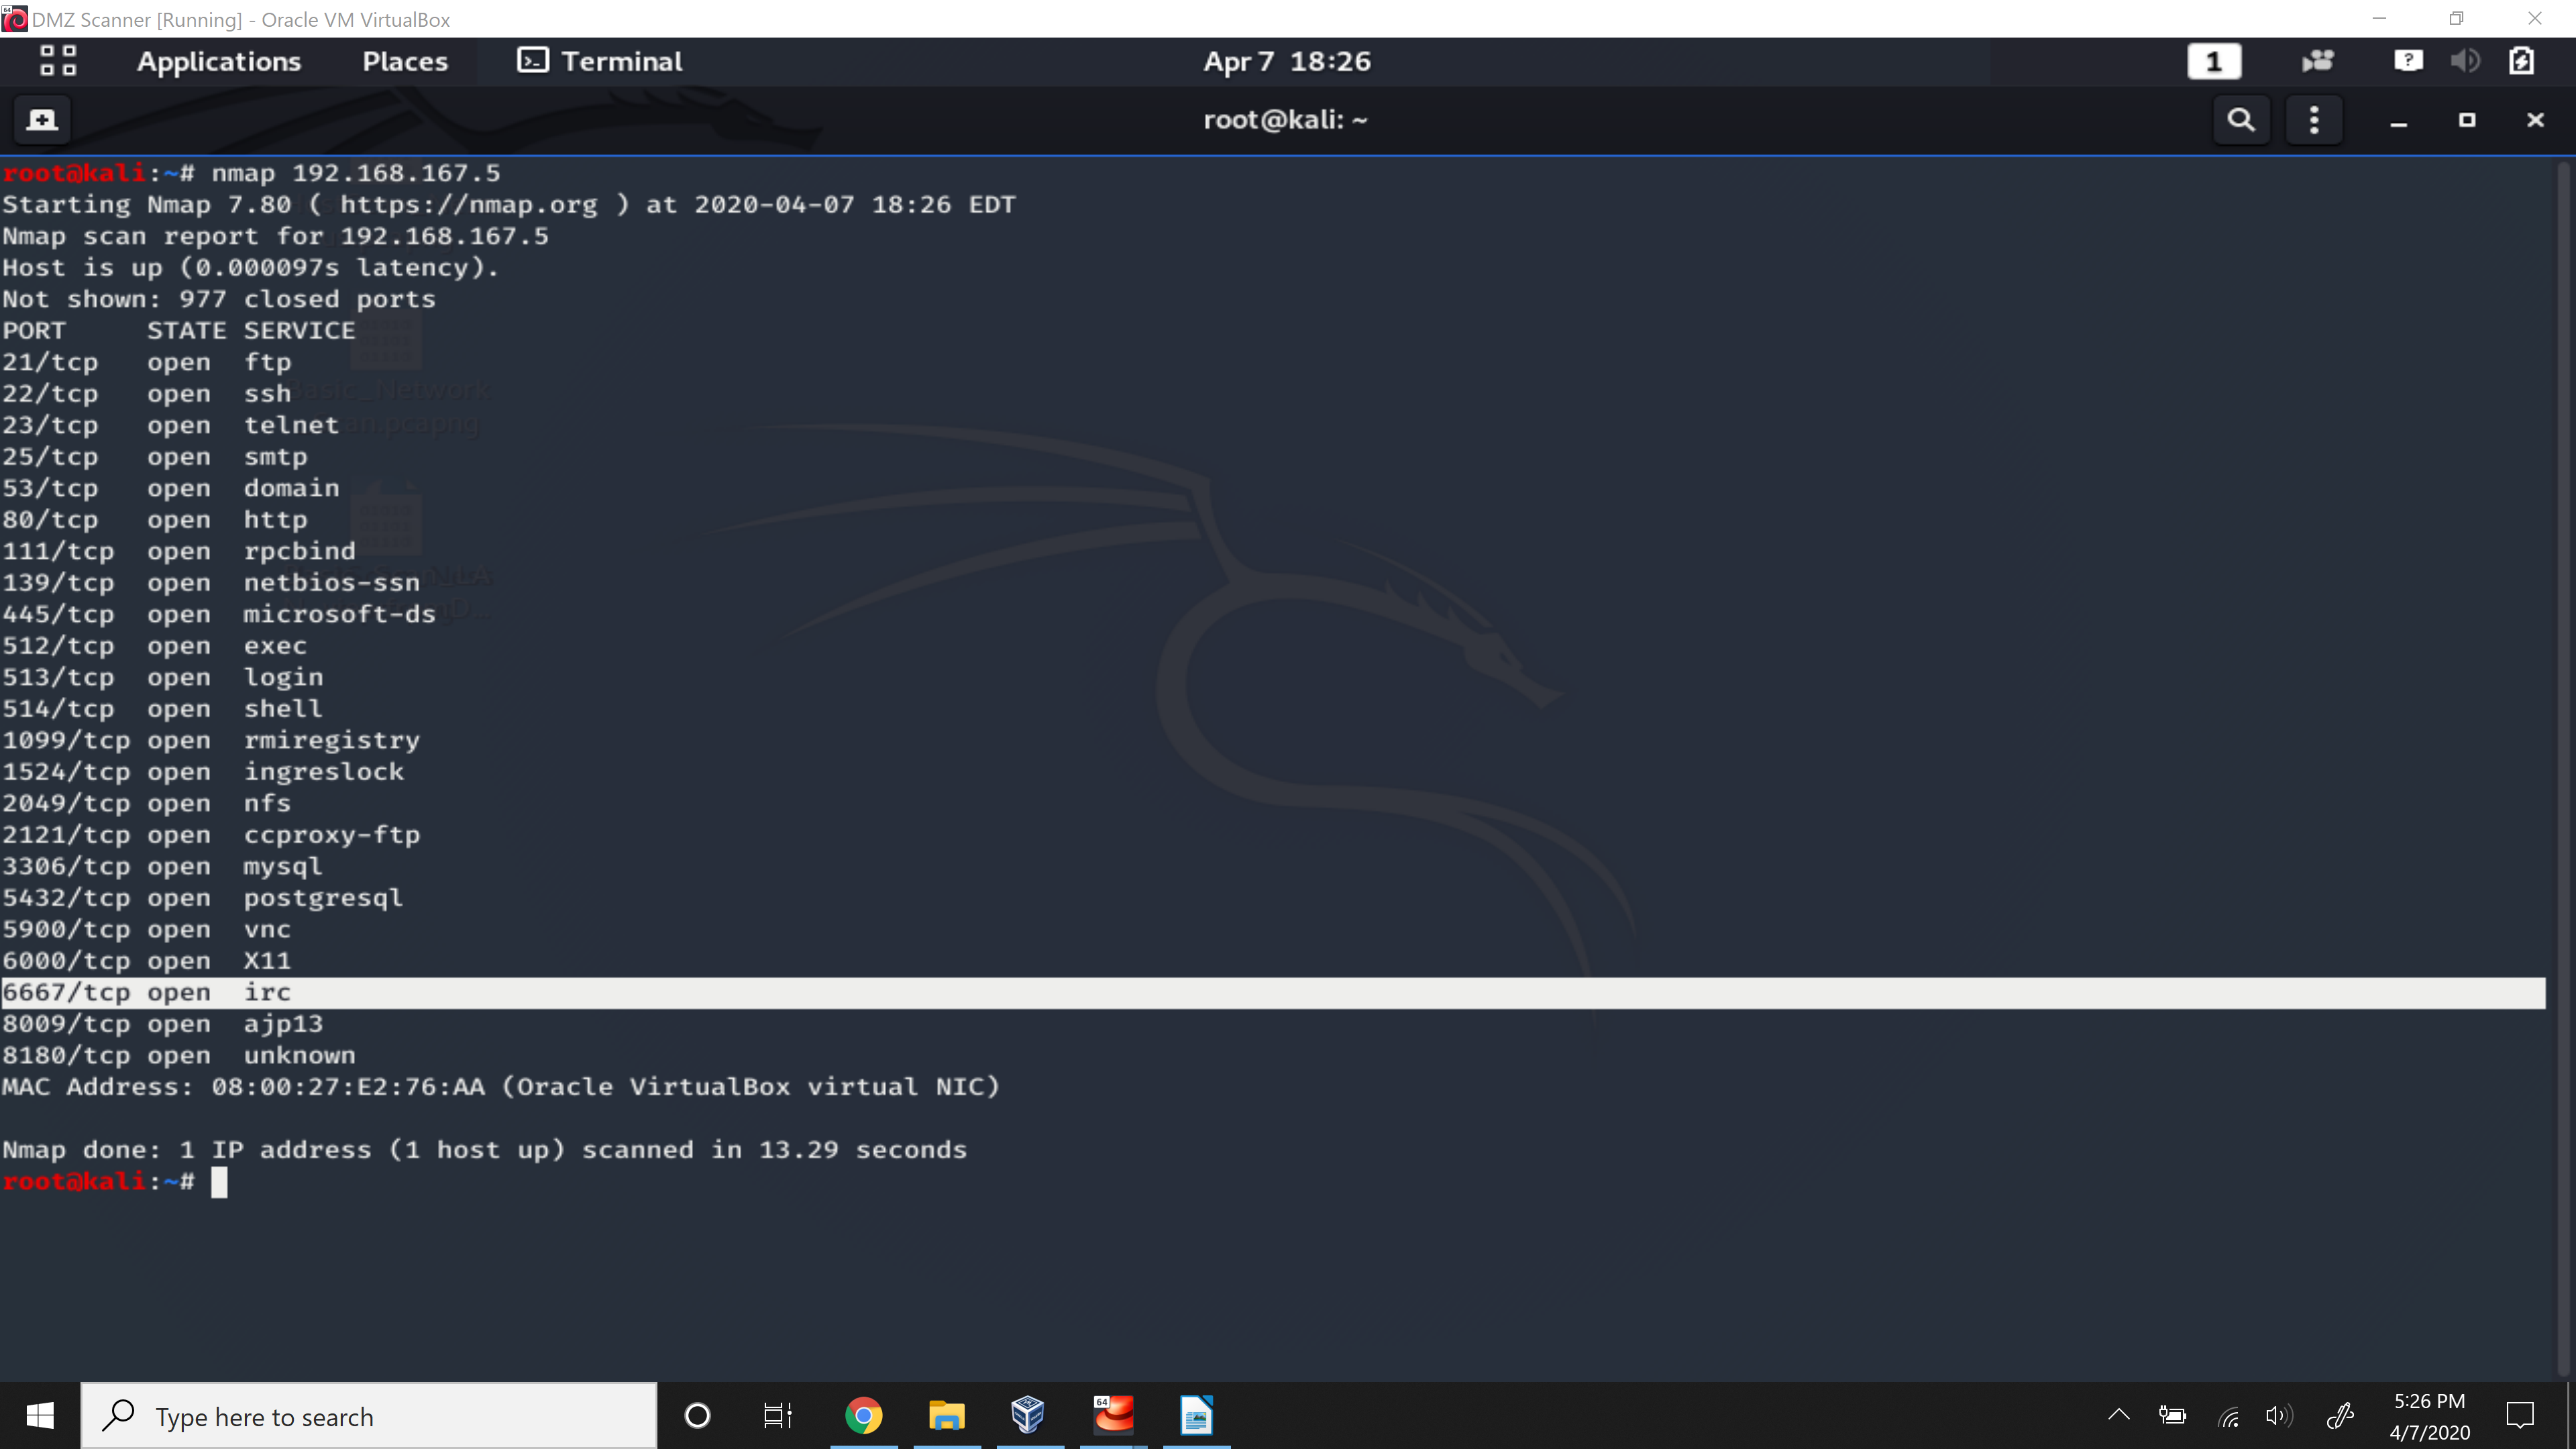 DMZ Scanner [Running] - Oracle VM VirtualBox
Applications Places Terminal Apr 7 18:26 1
root@kali: ~
root@kali:~# nmap 192.168.167.5
Starting Nmap 7.80 ( https://nmap.org ) at 2020-04-07 18:26 EDT
Nmap scan report for 192.168.167.5
Host is up (0.000097s latency).
Not shown: 977 closed ports
PORT STATE SERVICE
21/tcp open ftp
22/tcp open ssh
23/tcp open telnet
25/tcp open smtp
53/tcp open domain
80/tcp open http
111/tcp open rpcbind
139/tcp open netbios-ssn
445/tcp open microsoft-ds
512/tcp open exec
513/tcp open login
514/tcp open shell
1099/tcp open rmiregistry
1524/tcp open ingreslock
2049/tcp open nfs
2121/tcp open ccproxy-ftp
3306/tcp open mysql
5432/tcp open postgresql
5900/tcp open vnc
6000/tcp open X11
6667/tcp open irc
8009/tcp open ajp13
8180/tcp open unknown
MAC Address: 08:00:27:E2:76:AA (Oracle VirtualBox virtual NIC)
Nmap done: 1 IP address (1 host up) scanned in 13.29 seconds
root@kali:~#
Type here to search
5:26 PM
4/7/2020